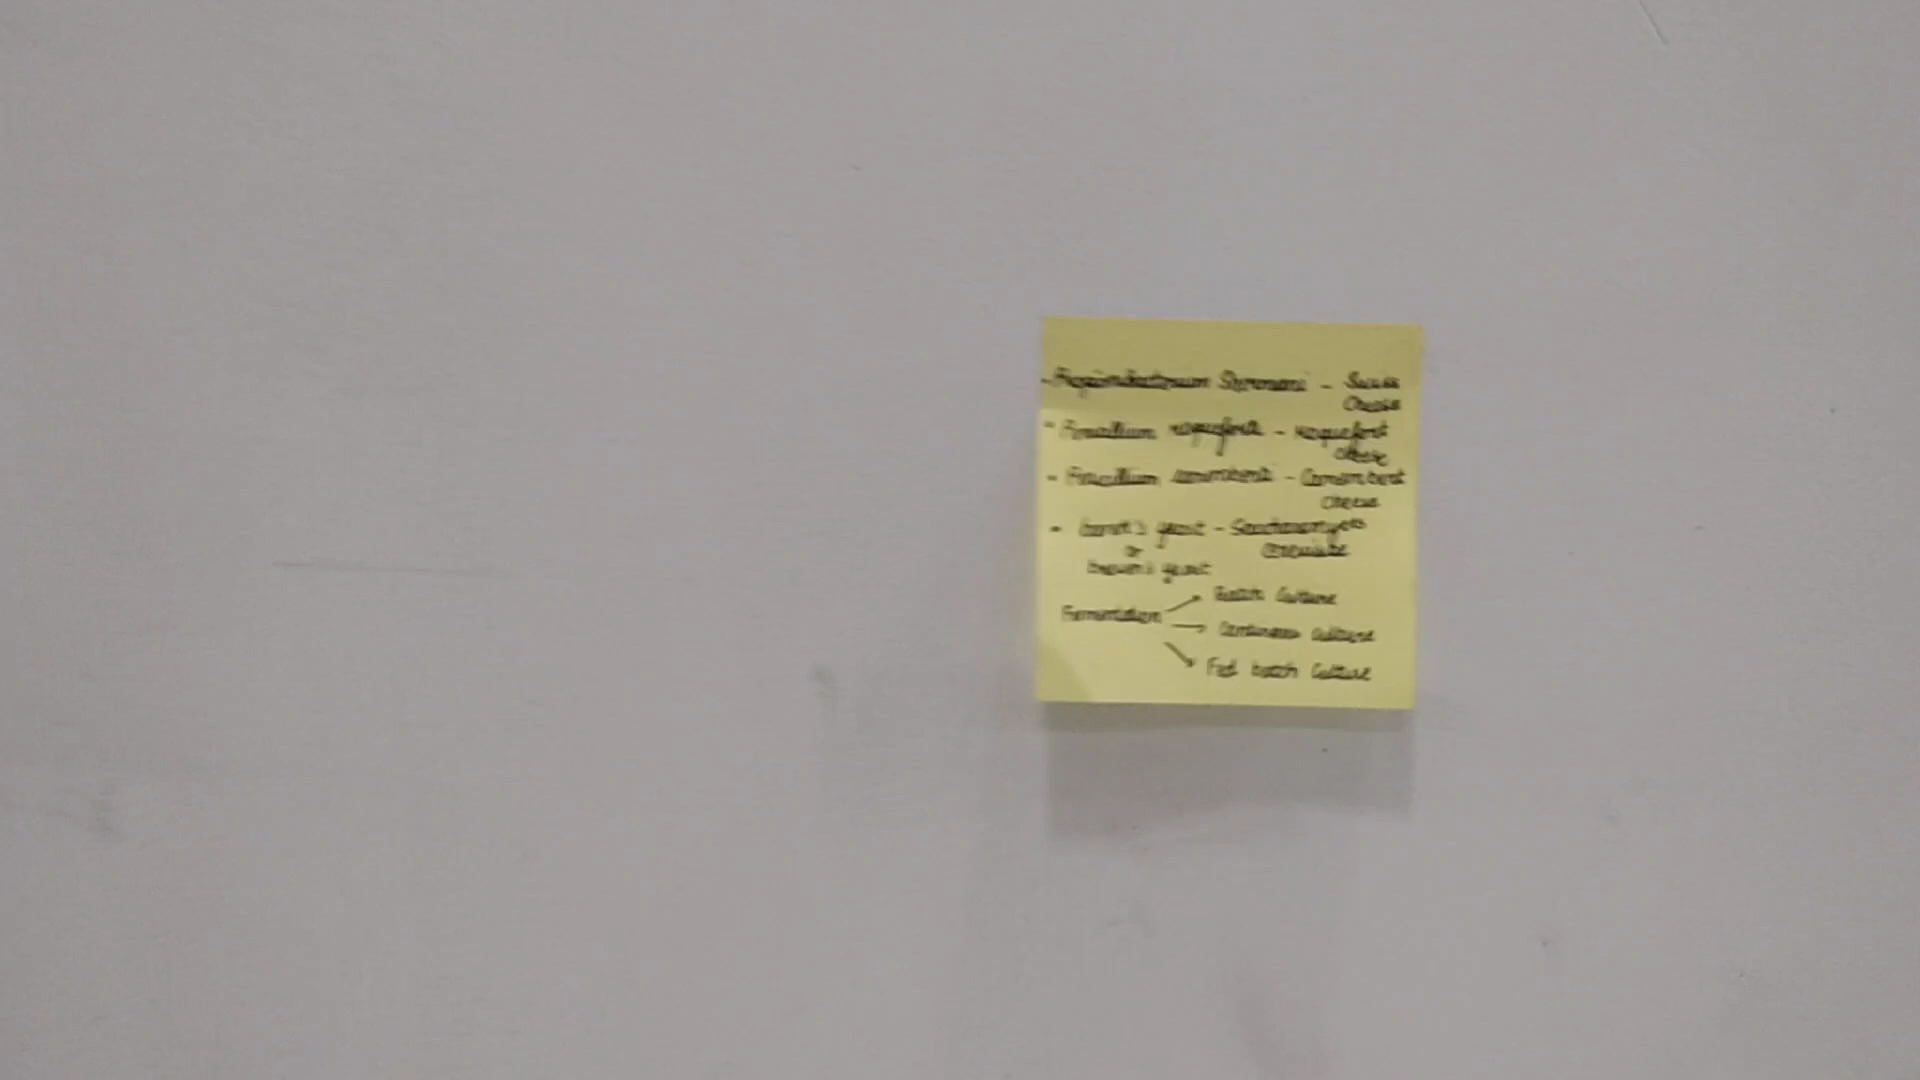 - Propionibacterium Shermani - Swiss
Cheese
- Penicillium roqueforti - roquefort
cheese
- Penicillium camemberti - Camembert
cheese
- baker's yeast - Saccharomyces
or cerevisiae
brewer's yeast
Fermentation → Batch Culture
→ Continuous Culture
→ Fed batch Culture